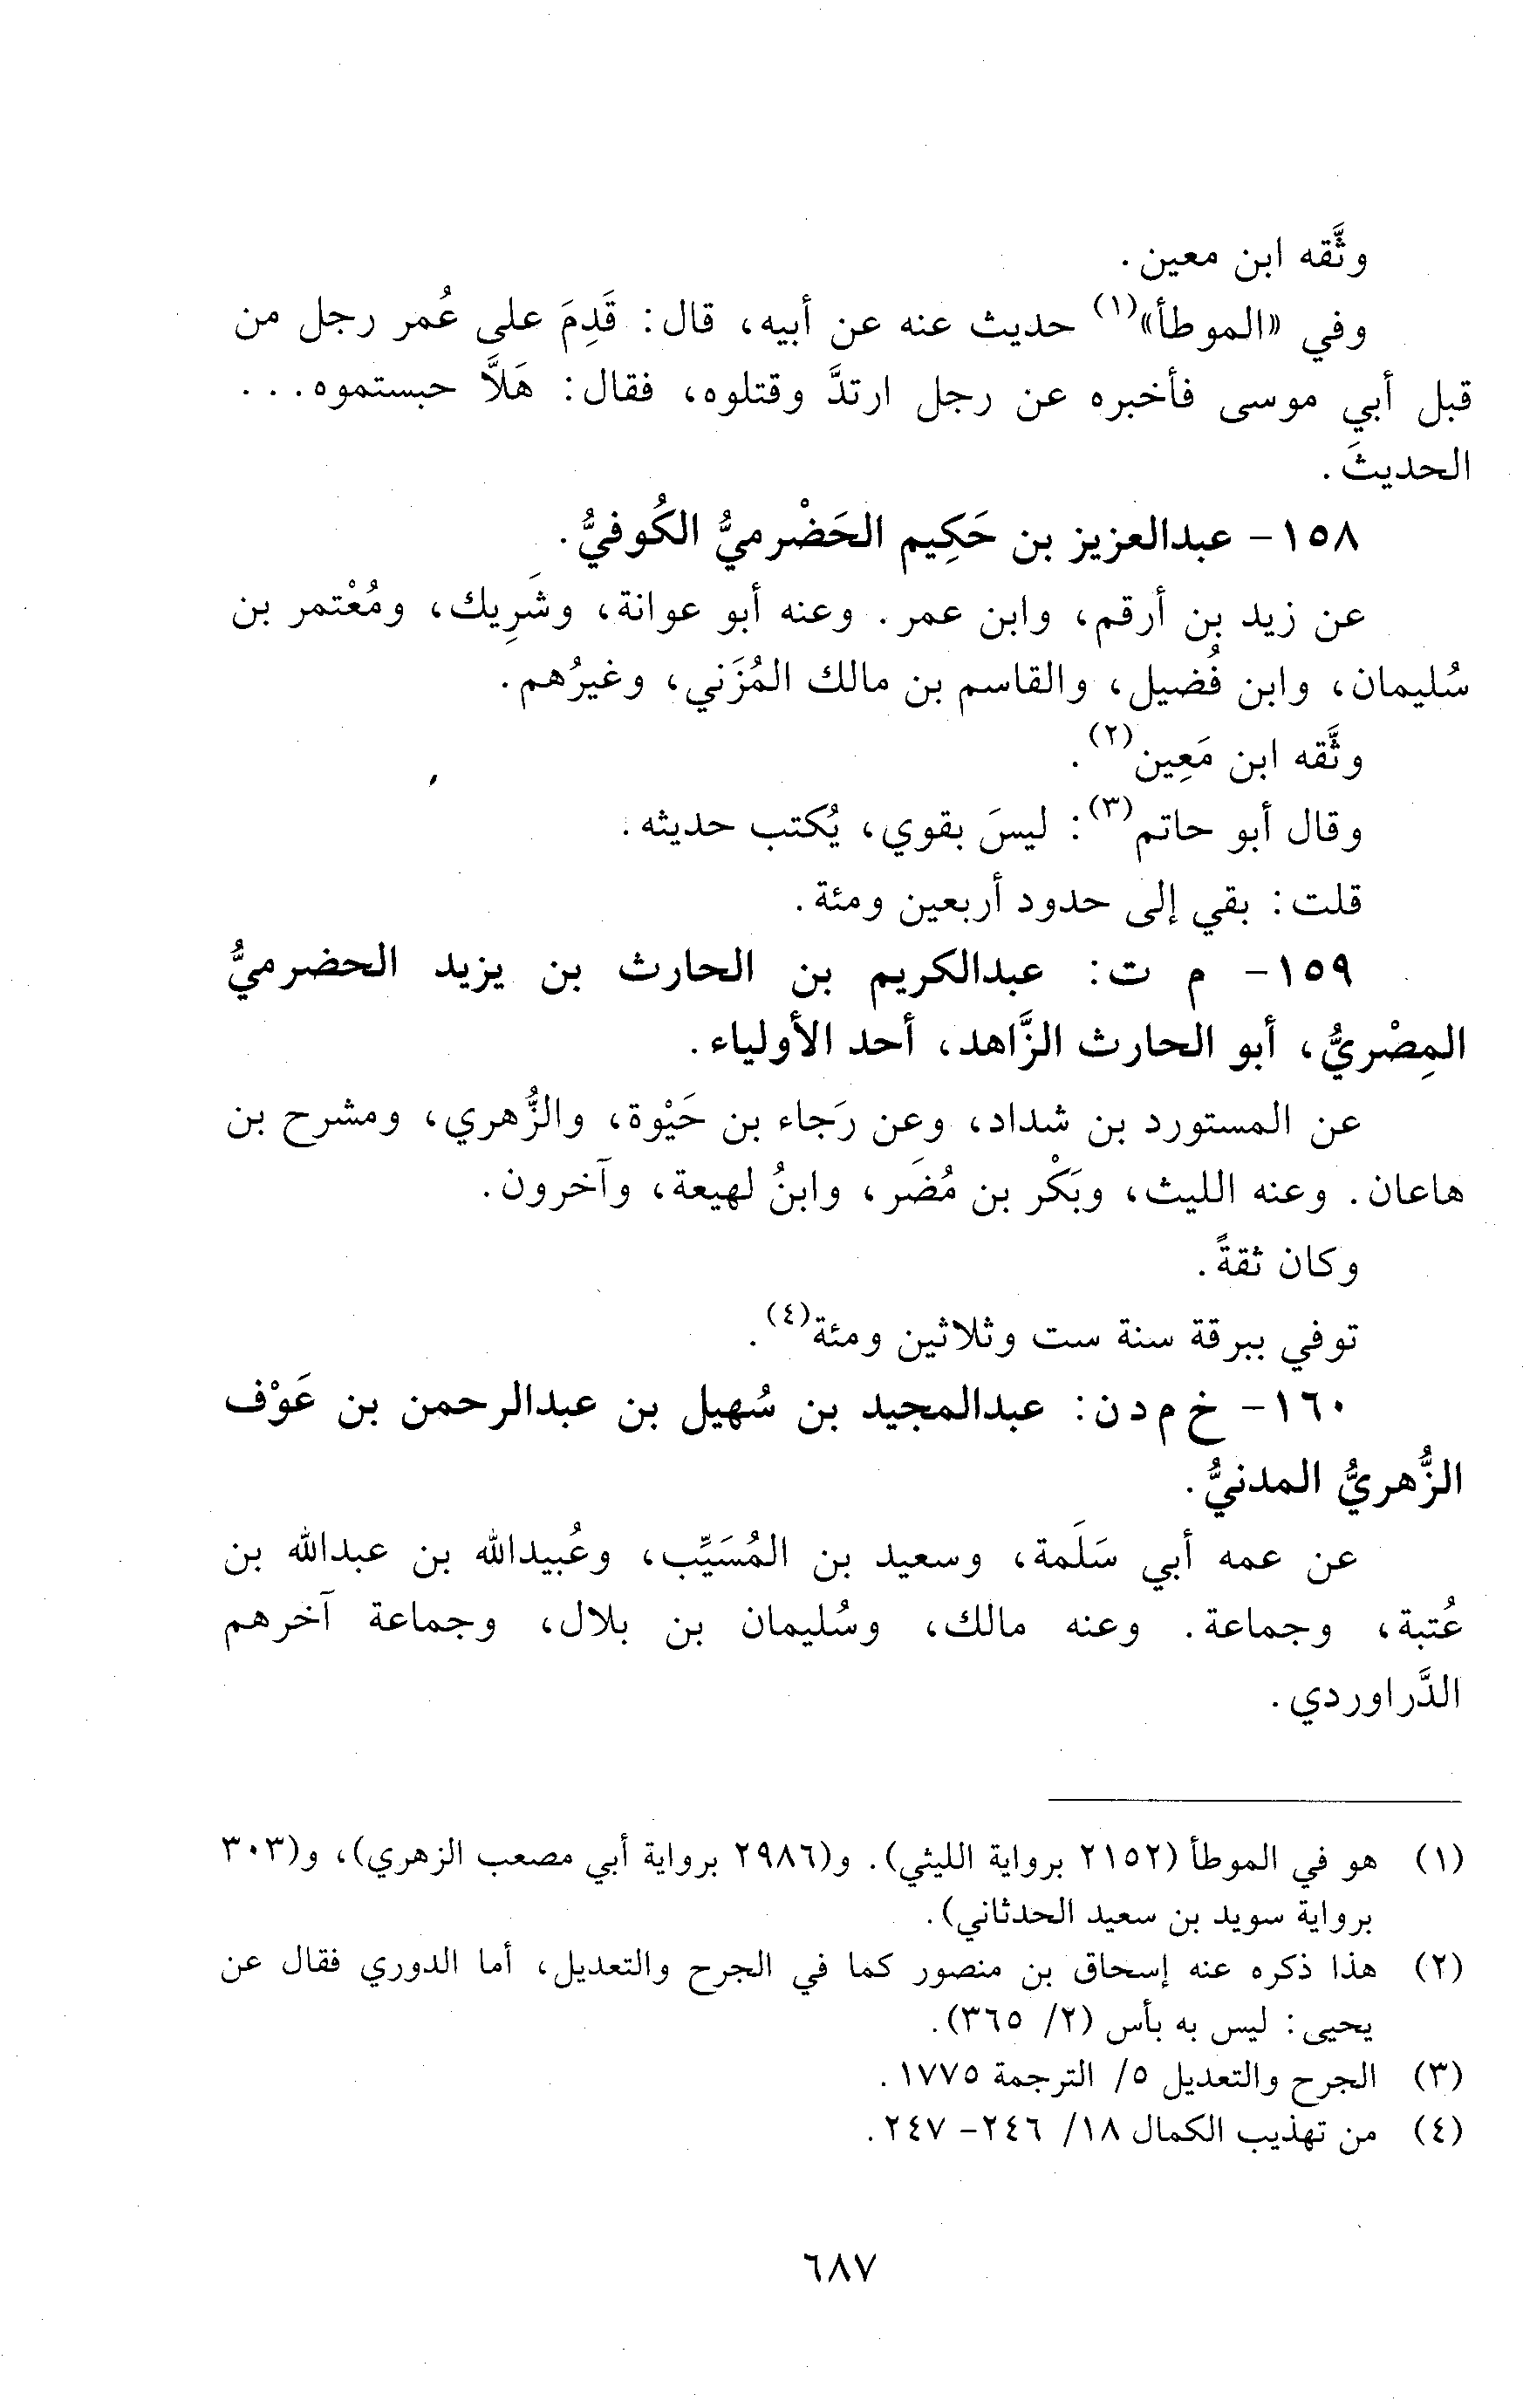 وثَّقه ابن معين.
وفي «الموطأ»(١) حديث عنه عن أبيه، قال: قَدِمَ على عُمر رجل من
قبل أبي موسى فأخبره عن رجل ارتدَّ وقتلوه، فقال: هَلاَّ حبستموه...
الحديثَ.
١٥٨- عبدالعزيز بن حَكِيم الحَضْرميُّ الكُوفيُّ.
عن زيد بن أرقم، وابن عمر. وعنه أبو عوانة، وشَرِيك، ومُعْتمر بن
سُليمان، وابن فُضيل، والقاسم بن مالك المُزَني، وغيرُهم.
وثَّقه ابن مَعِين(٢).
وقال أبو حاتم(٣): ليسَ بقوي، يُكتب حديثه.
قلت: بقي إلى حدود أربعين ومئة.
١٥٩- م ت: عبدالكريم بن الحارث بن يزيد الحضرميُّ
المِصْريُّ، أبو الحارث الزَّاهد، أحد الأولياء.
عن المستورد بن شداد، وعن رَجاء بن حَيْوة، والزُّهري، ومشرح بن
هاعان. وعنه الليث، وبَكْر بن مُضَر، وابنُ لهيعة، وآخرون.
وكان ثقةً.
توفي ببرقة سنة ست وثلاثين ومئة(٤).
١٦٠- خ م د ن: عبدالمجيد بن سُهيل بن عبدالرحمن بن عَوْف
الزُّهريُّ المدنيُّ.
عن عمه أبي سَلَمة، وسعيد بن المُسَيِّب، وعُبيدالله بن عبدالله بن
عُتبة، وجماعة. وعنه مالك، وسُليمان بن بلال، وجماعة آخرهم
الدَّراوردي.
(١) هو في الموطأ (٢١٥٢ برواية الليثي). و(٢٩٨٦ برواية أبي مصعب الزهري)، و(٣٠٣
برواية سويد بن سعيد الحدثاني).
(٢) هذا ذكره عنه إسحاق بن منصور كما في الجرح والتعديل، أما الدوري فقال عن
يحيى: ليس به بأس (٢/ ٣٦٥).
(٣) الجرح والتعديل ٥/ الترجمة ١٧٧٥.
(٤) من تهذيب الكمال ١٨/ ٢٤٦- ٢٤٧.
٦٨٧